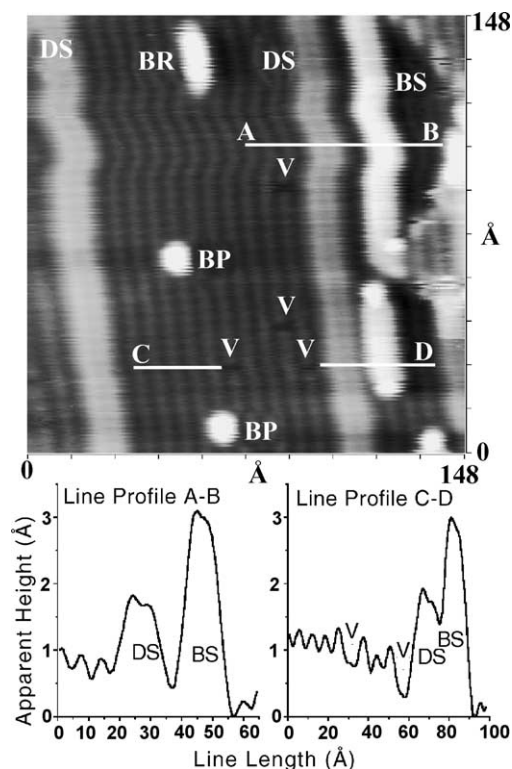 148
DS BR DS BS
A B
V
Å
BP
V
C V V D
BP
0
0 Å 148
Line Profile A-B
Line Profile C-D
Apparent Height (Å)
3
2
1
0
DS BS
0 10 20 30 40 50 60
3
2
1
0
V V DS BS
0 20 40 60 80 100
Line Length (Å)